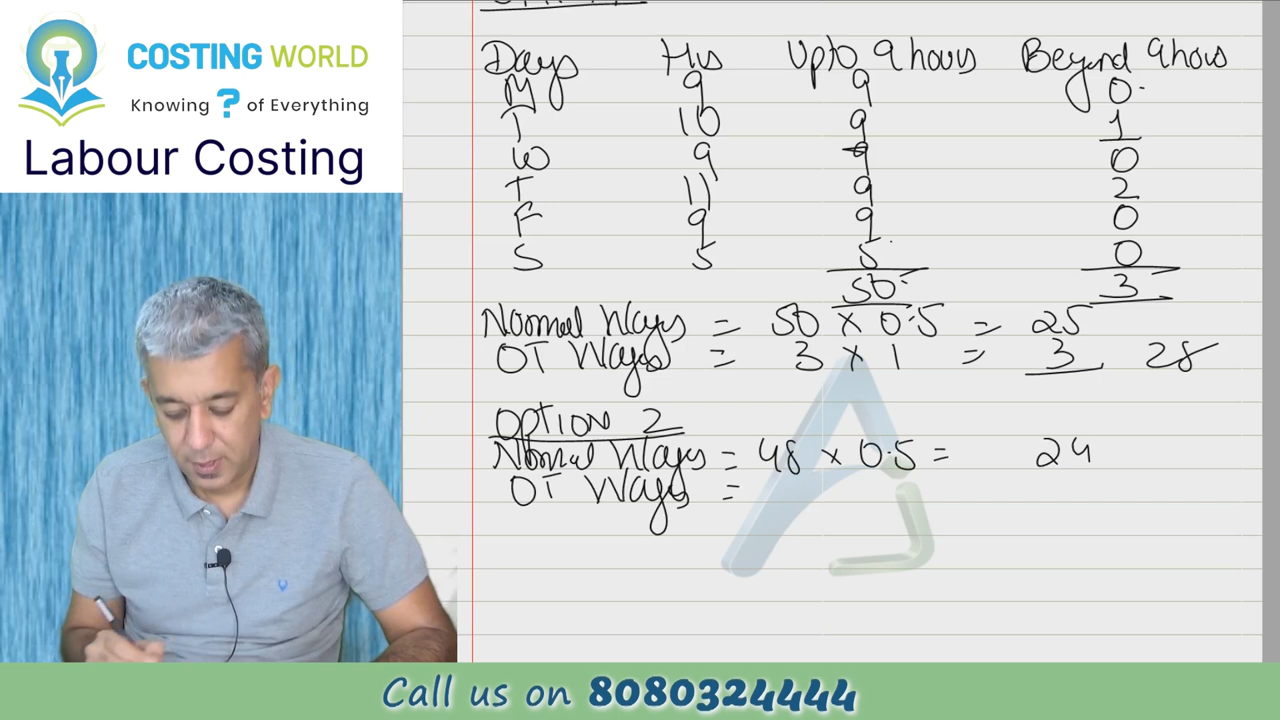 COSTING WORLD
Knowing ? of Everything
Labour Costing
Days Hrs Upto 9 hours Beyond 9 hours
M 9 9 0
T 10 9 1
W 9 9 0
T 11 9 2
F 9 9 0
S 5 5 0
50 3
Normal Wages = 50 x 0.5 = 25
OT Wages = 3 x 1 = 3 28
OPTION 2
Normal Wages = 48 x 0.5 = 24
OT Wages =
Call us on 8080324444